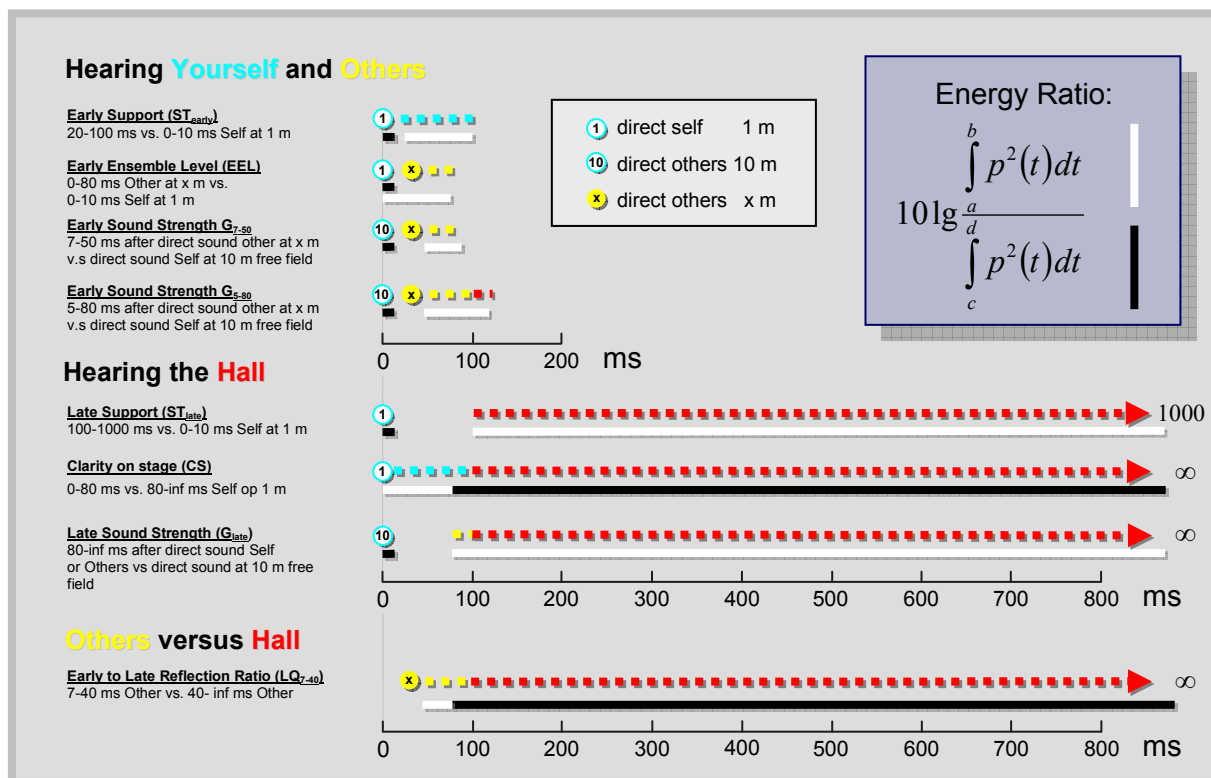 Hearing Yourself and Others
Early Support (STearly)
20-100 ms vs. 0-10 ms Self at 1 m
1
Early Ensemble Level (EEL)
0-80 ms Other at x m vs.
0-10 ms Self at 1 m
1 x
Early Sound Strength G7-50
7-50 ms after direct sound other at x m
v.s direct sound Self at 10 m free field
10 x
Early Sound Strength G5-80
5-80 ms after direct sound other at x m
v.s direct sound Self at 10 m free field
10 x
0 100 200 ms
1 direct self 1 m
10 direct others 10 m
x direct others x m
Energy Ratio:
b
∫ p²(t)dt
a
10 lg
d
∫ p²(t)dt
c
Hearing the Hall
Late Support (STlate)
100-1000 ms vs. 0-10 ms Self at 1 m
1 1000
Clarity on stage (CS)
0-80 ms vs. 80-inf ms Self op 1 m
1 ∞
Late Sound Strength (Glate)
80-inf ms after direct sound Self
or Others vs direct sound at 10 m free
field
10 ∞
0 100 200 300 400 500 600 700 800 ms
Others versus Hall
Early to Late Reflection Ratio (LQ7-40)
7-40 ms Other vs. 40- inf ms Other
x ∞
0 100 200 300 400 500 600 700 800 ms